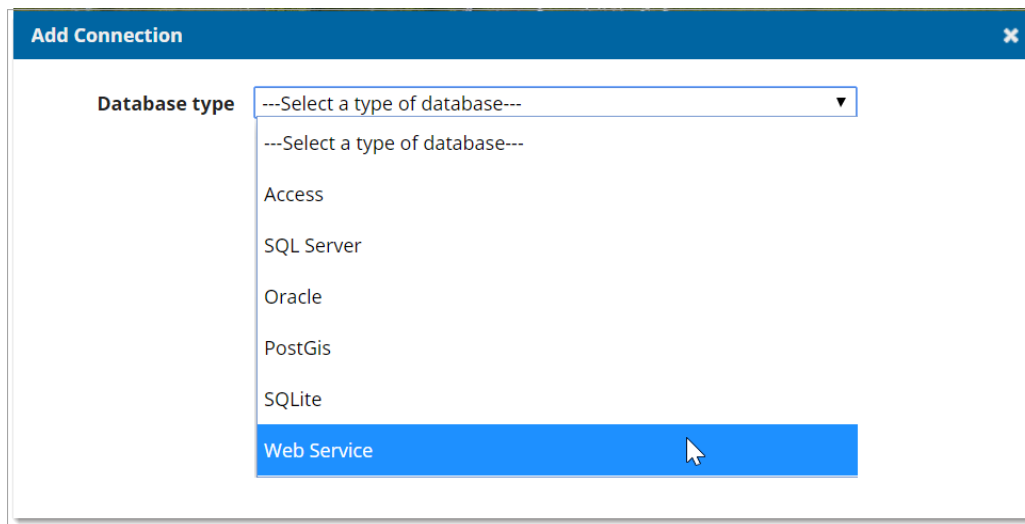 Add Connection
Database type ---Select a type of database---
---Select a type of database---
Access
SQL Server
Oracle
PostGis
SQLite
Web Service